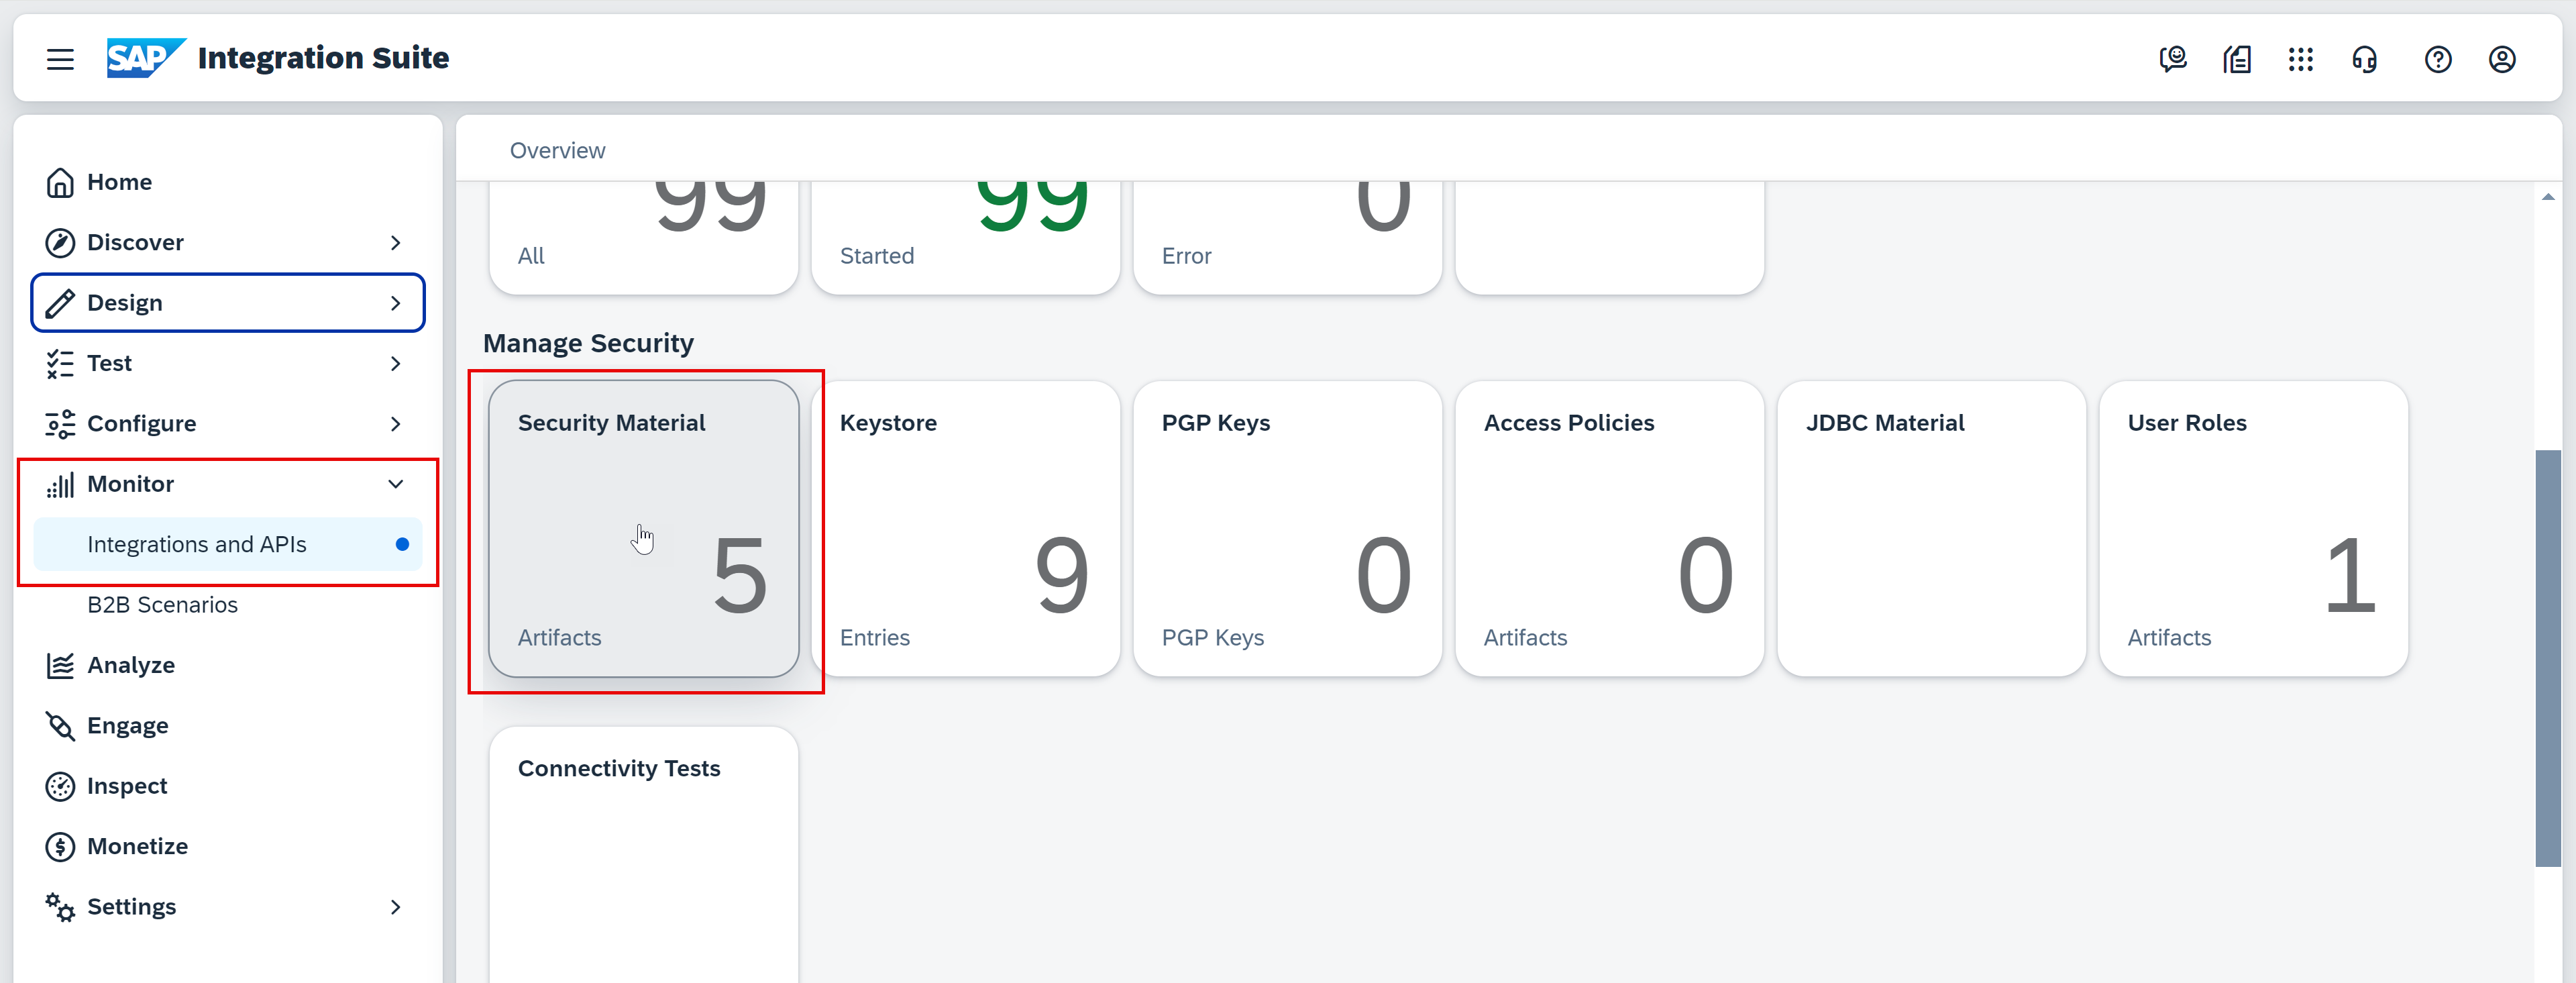 SAP Integration Suite
Home
Discover
Design
Test
Configure
Monitor
Integrations and APIs
B2B Scenarios
Analyze
Engage
Inspect
Monetize
Settings
Overview
99 99 0
All Started Error
Manage Security
Security Material Keystore PGP Keys Access Policies JDBC Material User Roles
5 9 0 0 1
Artifacts Entries PGP Keys Artifacts Artifacts
Connectivity Tests